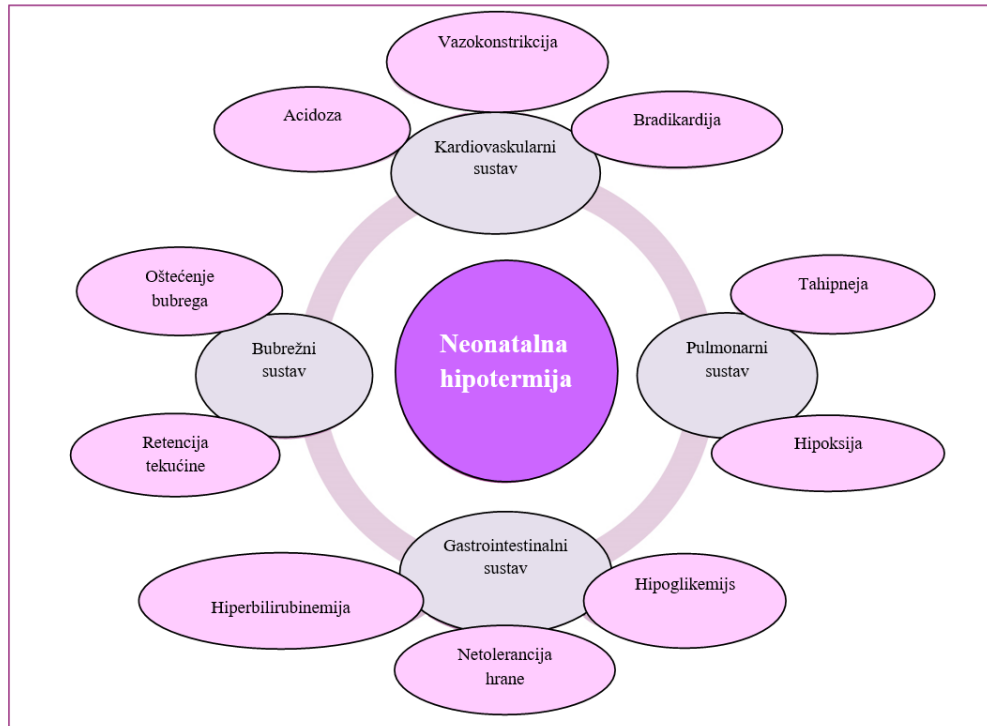 Vazokonstrikcija
Acidoza
Bradikardija
Kardiovaskularni
sustav
Oštećenje
bubrega
Tahipneja
Bubrežni
sustav
Neonatalna
hipotermija
Pulmonarni
sustav
Retencija
tekućine
Hipoksija
Gastrointestinalni
sustav
Hiperbilirubinemija
Hipoglikemijs
Netolerancija
hrane